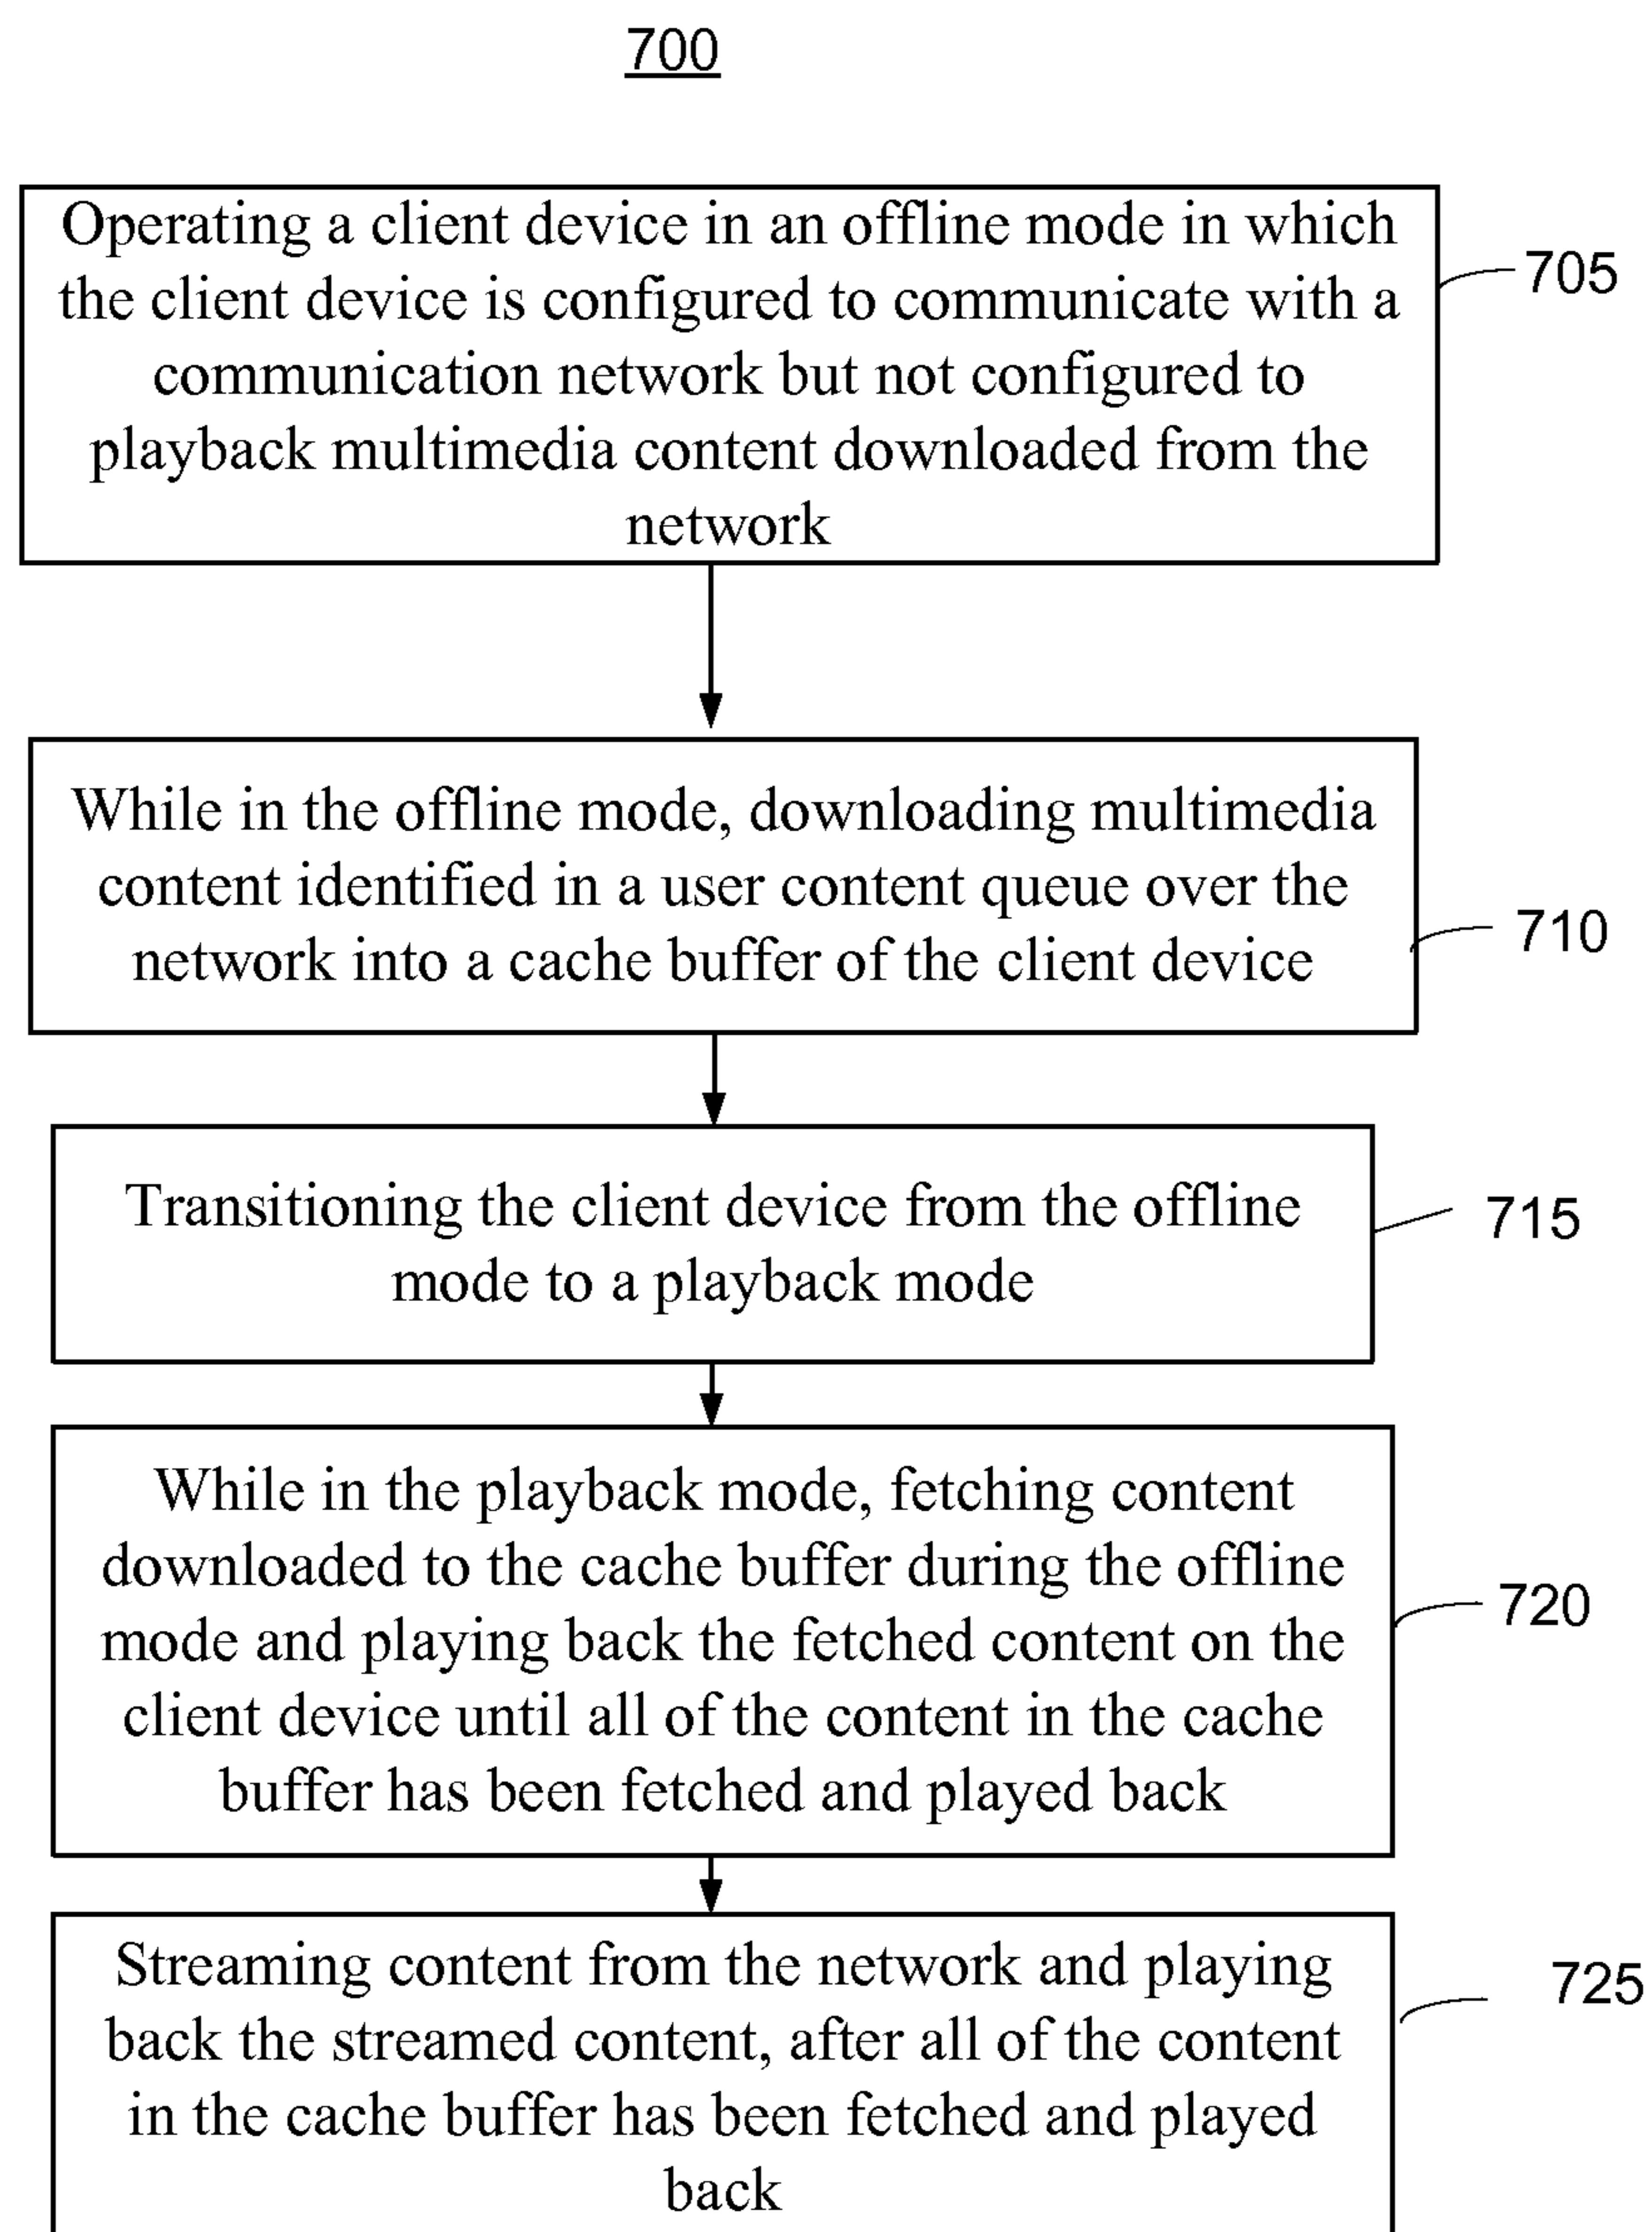 700
Operating a client device in an offline mode in which
the client device is configured to communicate with a
communication network but not configured to
playback multimedia content downloaded from the
network
705
While in the offline mode, downloading multimedia
content identified in a user content queue over the
network into a cache buffer of the client device
710
Transitioning the client device from the offline
mode to a playback mode
715
While in the playback mode, fetching content
downloaded to the cache buffer during the offline
mode and playing back the fetched content on the
client device until all of the content in the cache
buffer has been fetched and played back
720
Streaming content from the network and playing
back the streamed content, after all of the content
in the cache buffer has been fetched and played
back
725